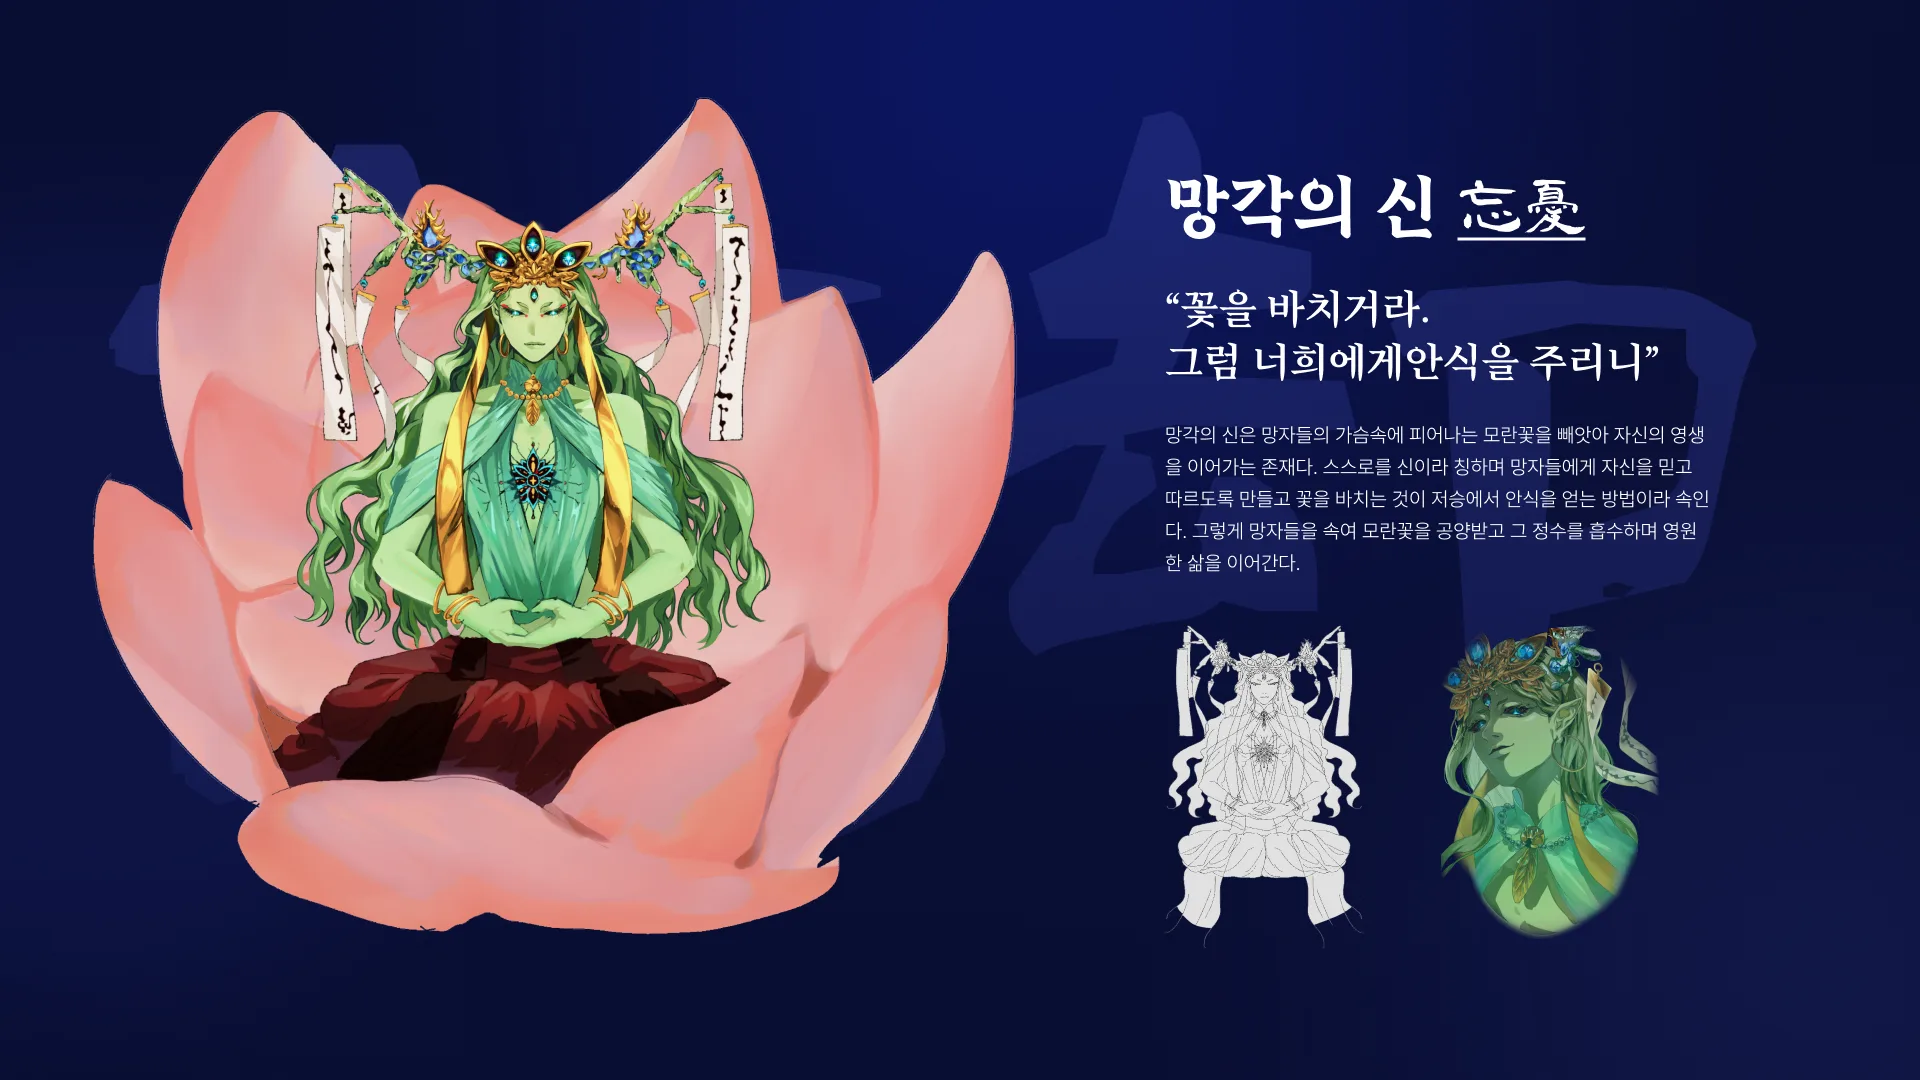 망각의 신 忘憂
“꽃을 바치거라.
그럼 너희에게안식을 주리니”
망각의 신은 망자들의 가슴속에 피어나는 모란꽃을 빼앗아 자신의 영생
을 이어가는 존재다. 스스로를 신이라 칭하며 망자들에게 자신을 믿고
따르도록 만들고 꽃을 바치는 것이 저승에서 안식을 얻는 방법이라 속인
다. 그렇게 망자들을 속여 모란꽃을 공양받고 그 정수를 흡수하며 영원
한 삶을 이어간다.